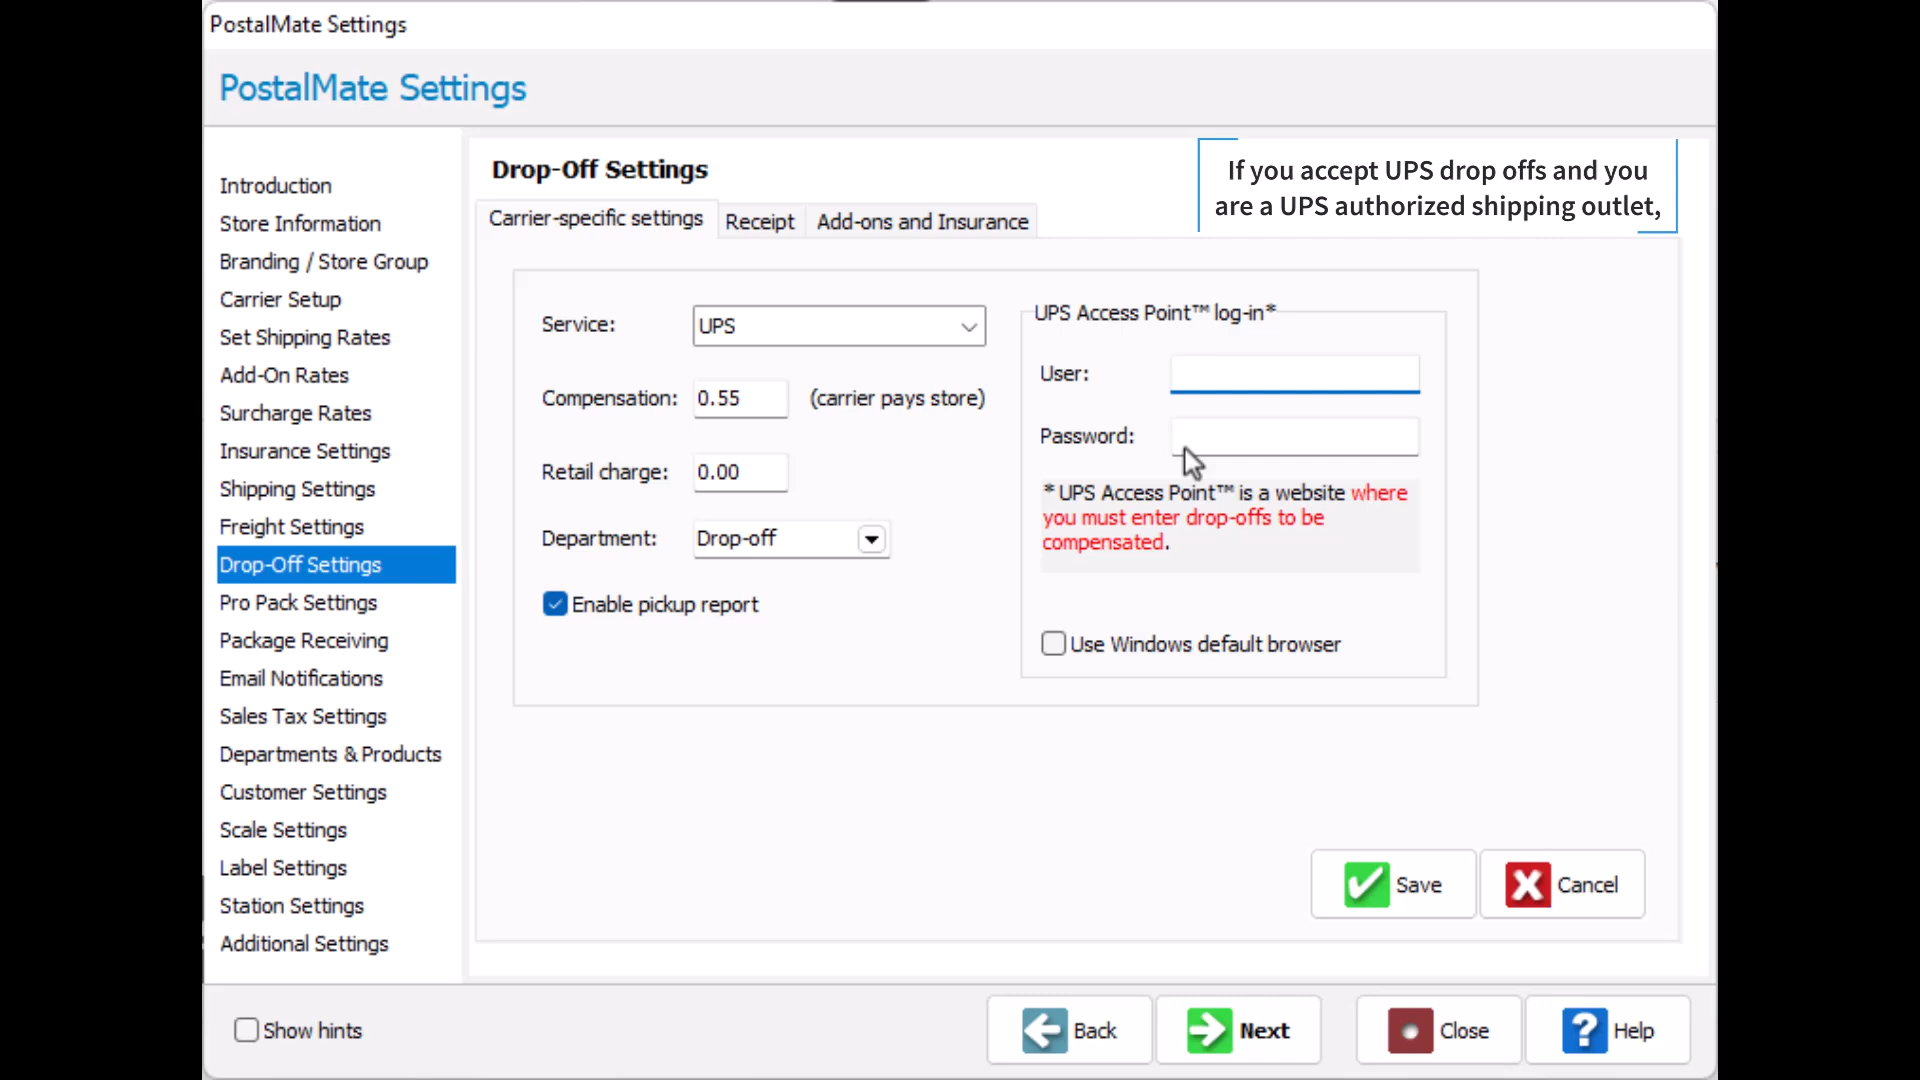 PostalMate Settings
PostalMate Settings
Introduction
Store Information
Branding / Store Group
Carrier Setup
Set Shipping Rates
Add-On Rates
Surcharge Rates
Insurance Settings
Shipping Settings
Freight Settings
Drop-Off Settings
Pro Pack Settings
Package Receiving
Email Notifications
Sales Tax Settings
Departments & Products
Customer Settings
Scale Settings
Label Settings
Station Settings
Additional Settings
Drop-Off Settings
If you accept UPS drop offs and you
are a UPS authorized shipping outlet,
Carrier-specific settings
Receipt
Add-ons and Insurance
Service:
UPS
Compensation:
0.55
(carrier pays store)
Retail charge:
0.00
Department:
Drop-off
Enable pickup report
UPS Access Point™ log-in*
User:
Password:
* UPS Access Point™ is a website where
you must enter drop-offs to be
compensated.
Use Windows default browser
Save
Cancel
Show hints
Back
Next
Close
Help